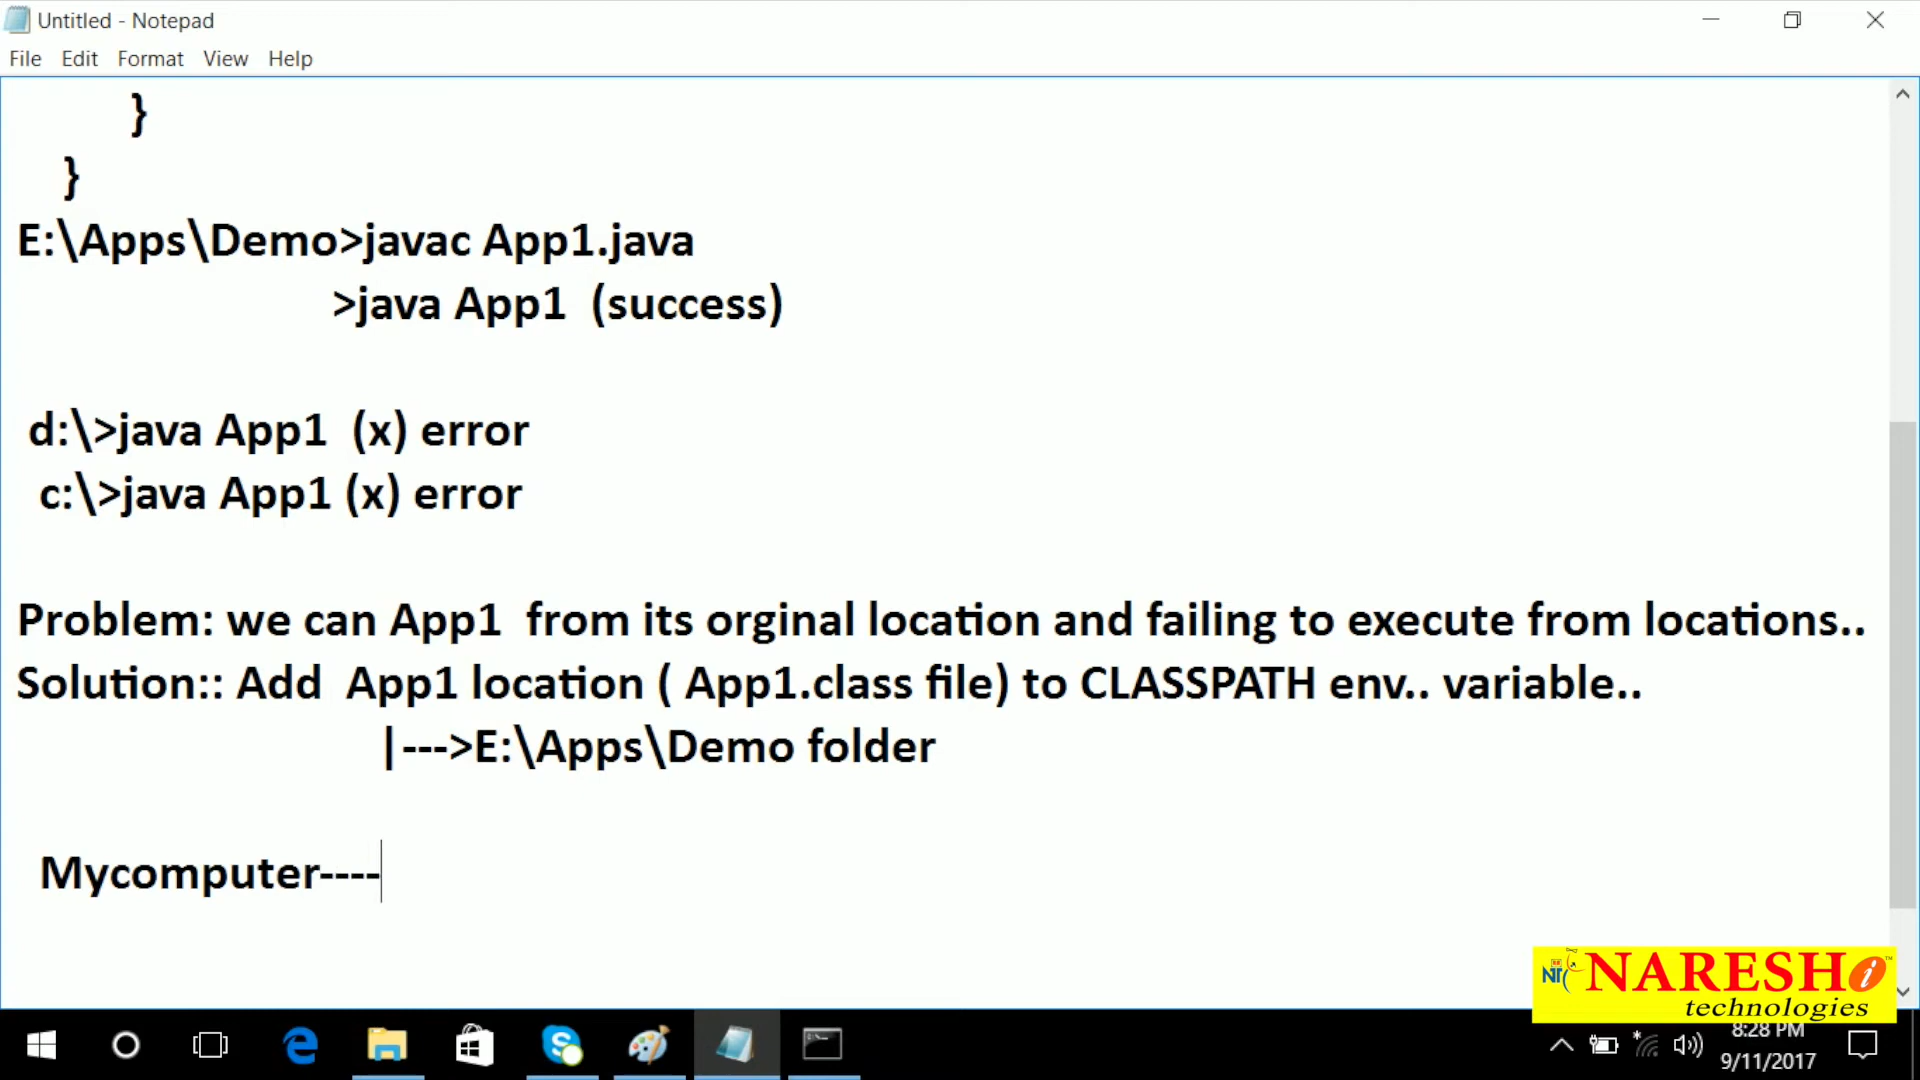 Untitled - Notepad
File Edit Format View Help
}
}
E:\Apps\Demo>javac App1.java
>java App1 (success)
d:\>java App1 (x) error
c:\>java App1 (x) error
Problem: we can App1 from its orginal location and failing to execute from locations..
Solution:: Add App1 location ( App1.class file) to CLASSPATH env.. variable..
|--->E:\Apps\Demo folder
Mycomputer----
NARESH i
technologies
8:28 PM
9/11/2017